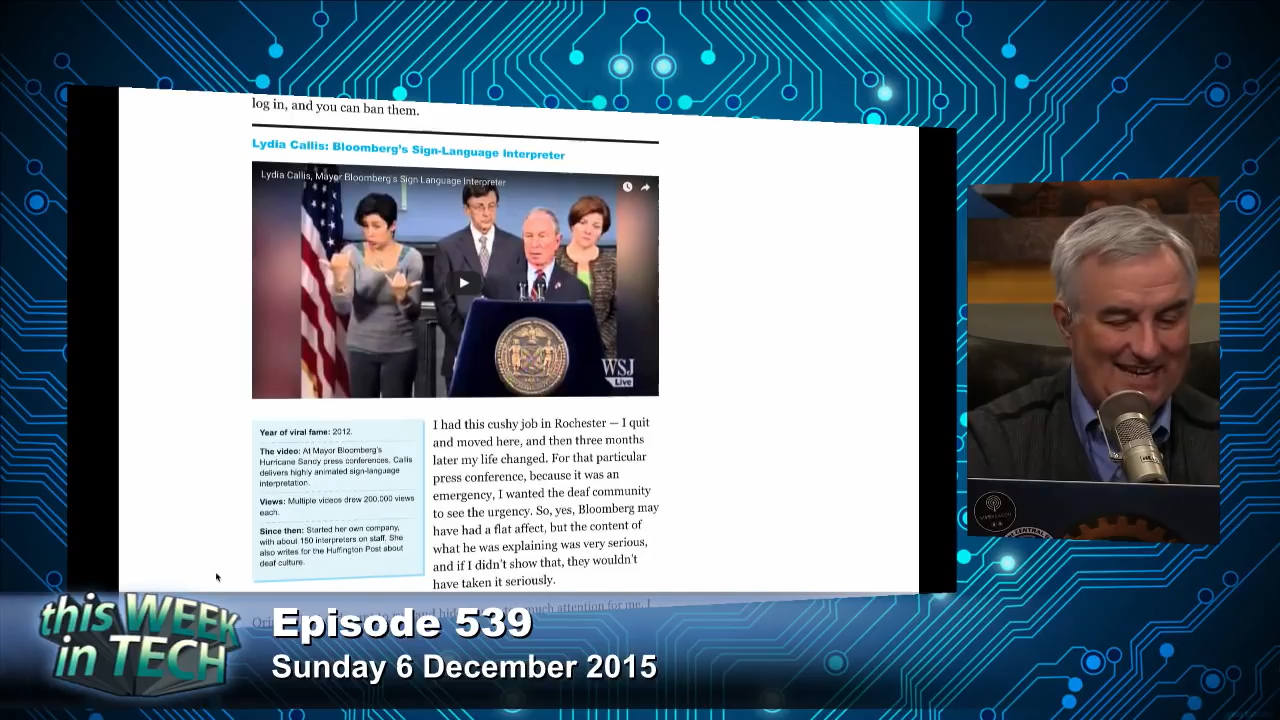 log in, and you can ban them.
Lydia Callis: Bloomberg's Sign-Language Interpreter
Lydia Callis, Mayor Bloomberg's Sign Language Interpreter
WSJ
Live
Year of viral fame: 2012.
The video: At Mayor Bloomberg's
Hurricane Sandy press conferences, Callis
delivers highly animated sign-language
interpretation.
Views: Multiple videos drew 200,000 views
each.
Since then: Started her own company,
with about 150 interpreters on staff. She
also writes for the Huffington Post about
deaf culture.
I had this cushy job in Rochester — I quit
and moved here, and then three months
later my life changed. For that particular
press conference, because it was an
emergency, I wanted the deaf community
to see the urgency. So, yes, Bloomberg may
have had a flat affect, but the content of
what he was explaining was very serious,
and if I didn't show that, they wouldn't
have taken it seriously.
much attention for me. I
this WEEK
in TECH
Episode 539
Sunday 6 December 2015